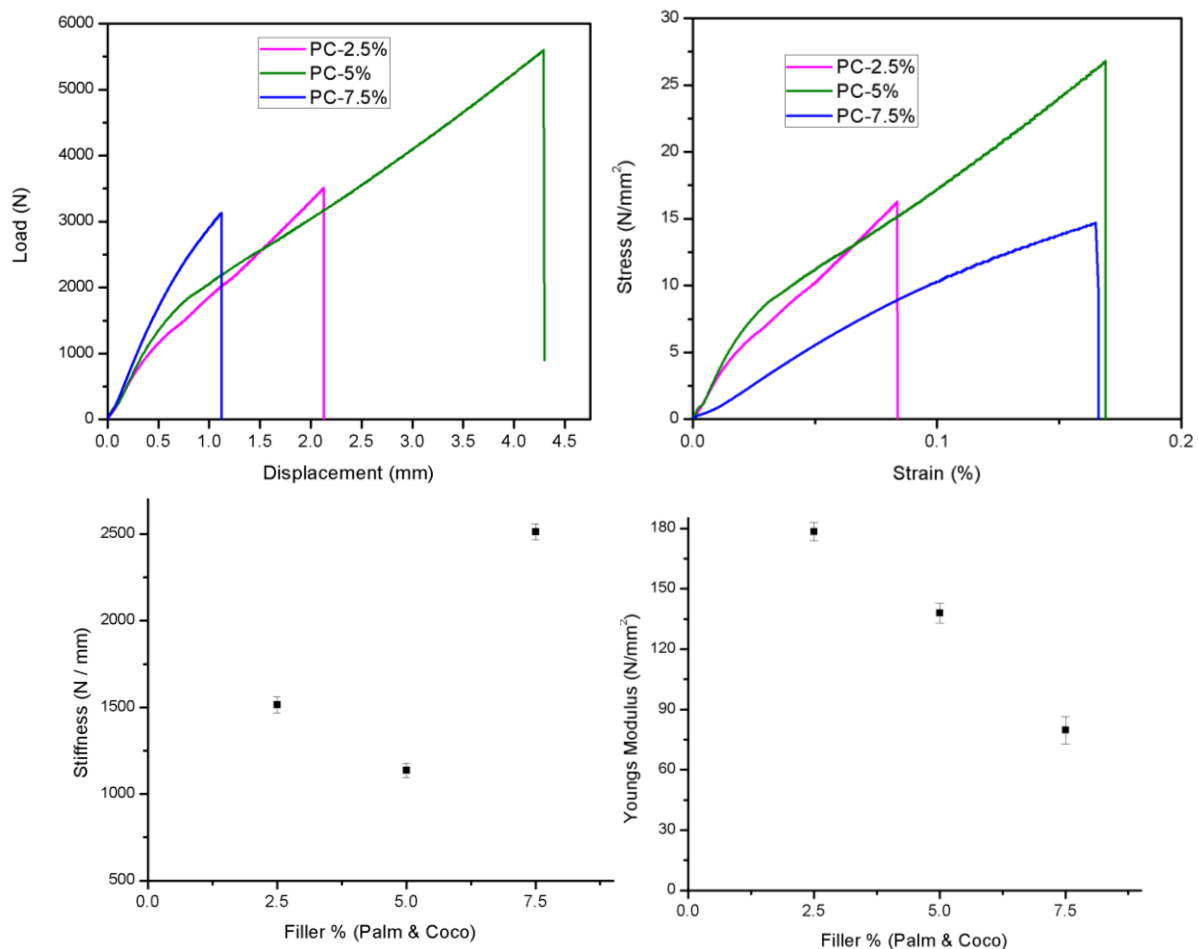 6000
5000
4000
3000
2000
1000
0
Load (N)
PC-2.5%
PC-5%
PC-7.5%
0.0 0.5 1.0 1.5 2.0 2.5 3.0 3.5 4.0 4.5
Displacement (mm)
30
25
20
15
10
5
0
Stress (N/mm²)
PC-2.5%
PC-5%
PC-7.5%
0.0 0.1 0.2
Strain (%)
2500
2000
1500
1000
500
Stiffness (N / mm)
0.0 2.5 5.0 7.5
Filler % (Palm & Coco)
180
150
120
90
60
30
0
Youngs Modulus (N/mm²)
0.0 2.5 5.0 7.5
Filler % (Palm & Coco)